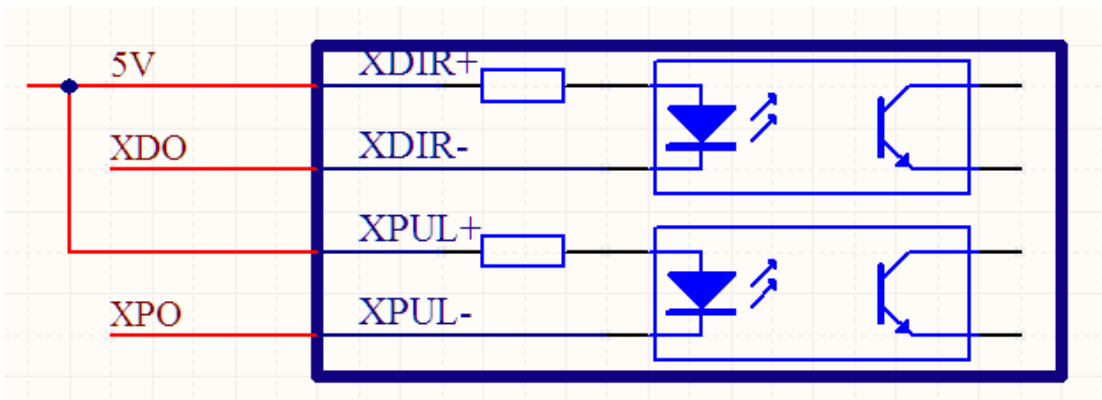 5V
XDIR+
XDO
XDIR-
XPUL+
XPO
XPUL-